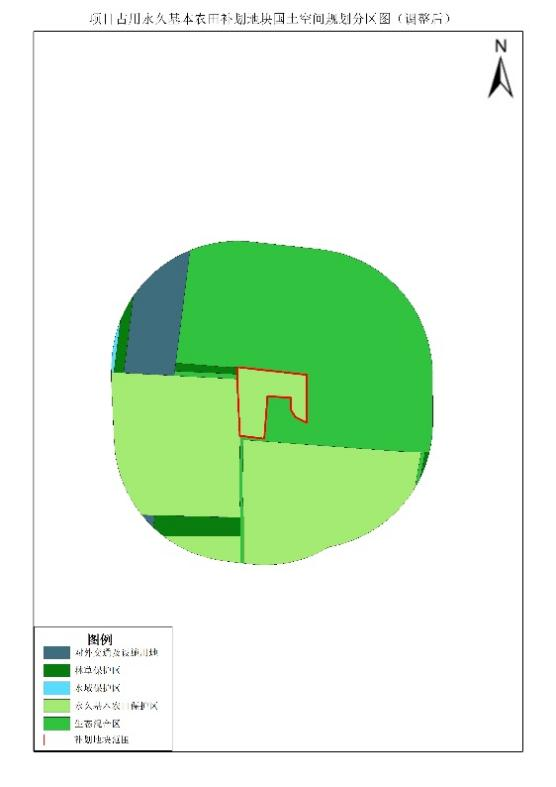 项目占用永久基本农田补划地块国土空间规划分区图（调整后）
N
图例
对外交通及设施用地
林草保护区
水域保护区
永久基本农田保护区
生态混合区
补划地块范围